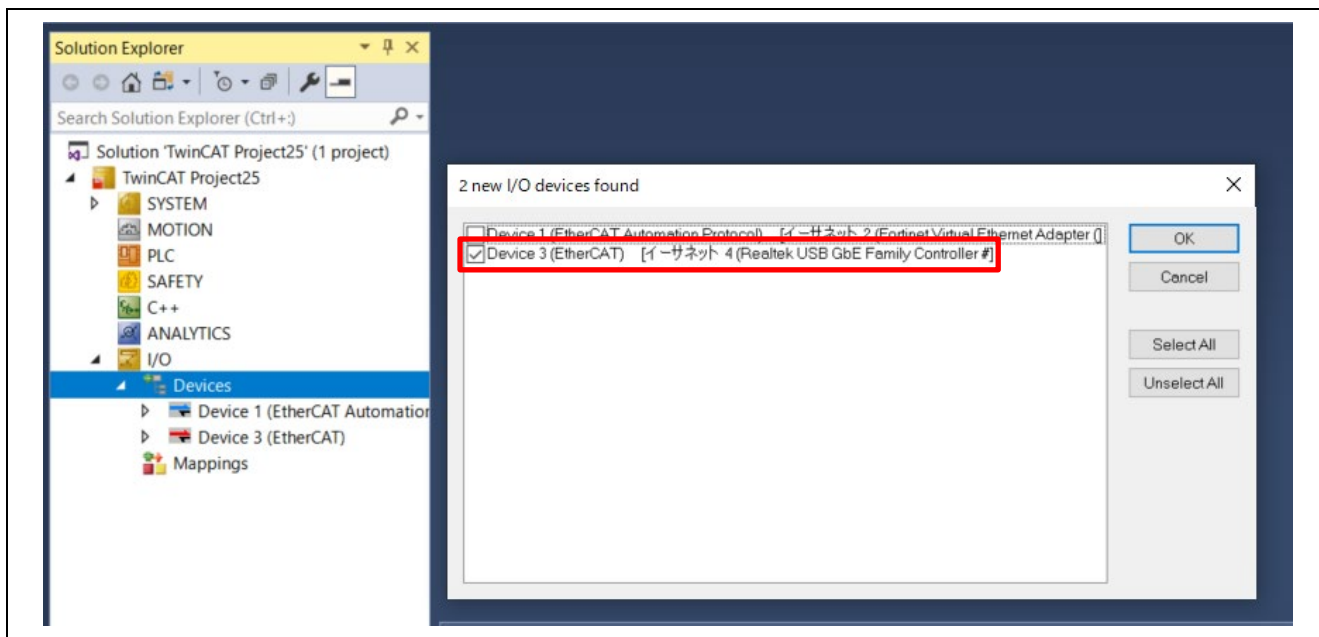 Solution Explorer
Search Solution Explorer (Ctrl+:)
Solution 'TwinCAT Project25' (1 project)
TwinCAT Project25
SYSTEM
MOTION
PLC
SAFETY
C++
ANALYTICS
I/O
Devices
Device 1 (EtherCAT Automation
Device 3 (EtherCAT)
Mappings
2 new I/O devices found
Device 1 (EtherCAT Automation Protocol) [イーサネット 2 (Fortinet Virtual Ethernet Adapter ()]
Device 3 (EtherCAT) [イーサネット 4 (Realtek USB GbE Family Controller #]
OK
Cancel
Select All
Unselect All